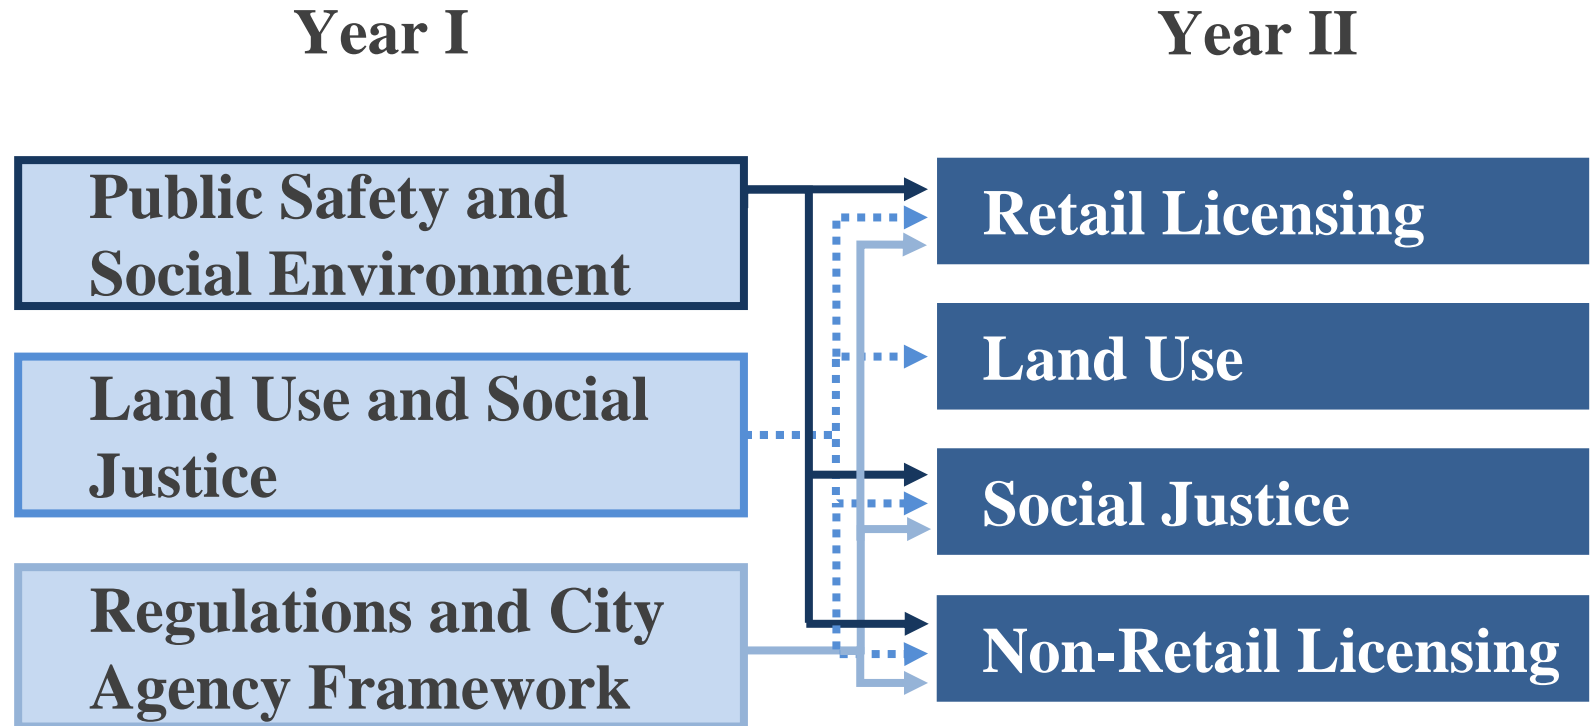 Year I
Year II
Public Safety and
Social Environment
Land Use and Social
Justice
Regulations and City
Agency Framework
Retail Licensing
Land Use
Social Justice
Non-Retail Licensing